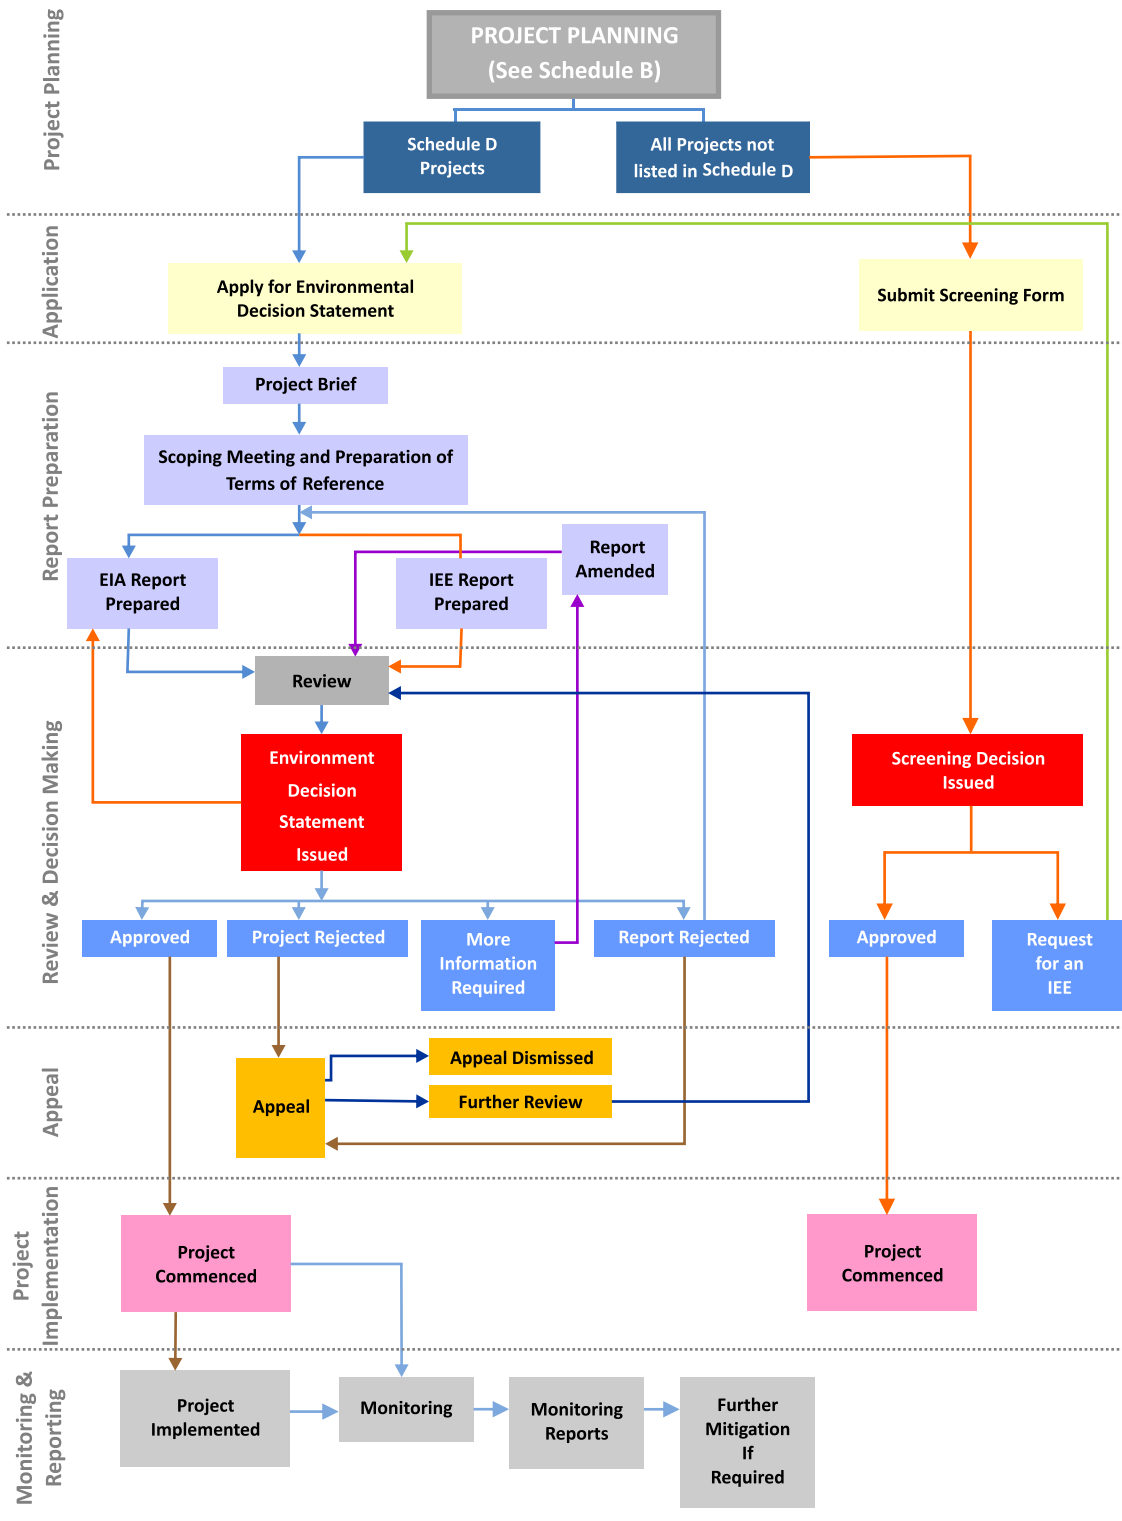 Project Planning
PROJECT PLANNING
(See Schedule B)
Schedule D
Projects
All Projects not
listed in Schedule D
Application
Apply for Environmental
Decision Statement
Submit Screening Form
Report Preparation
Project Brief
Scoping Meeting and Preparation of
Terms of Reference
EIA Report
Prepared
IEE Report
Prepared
Report
Amended
Review & Decision Making
Review
Environment
Decision
Statement
Issued
Screening Decision
Issued
Approved
Project Rejected
More
Information
Required
Report Rejected
Approved
Request
for an
IEE
Appeal
Appeal
Appeal Dismissed
Further Review
Project
Implementation
Project
Commenced
Project
Commenced
Monitoring &
Reporting
Project
Implemented
Monitoring
Monitoring
Reports
Further
Mitigation
If
Required